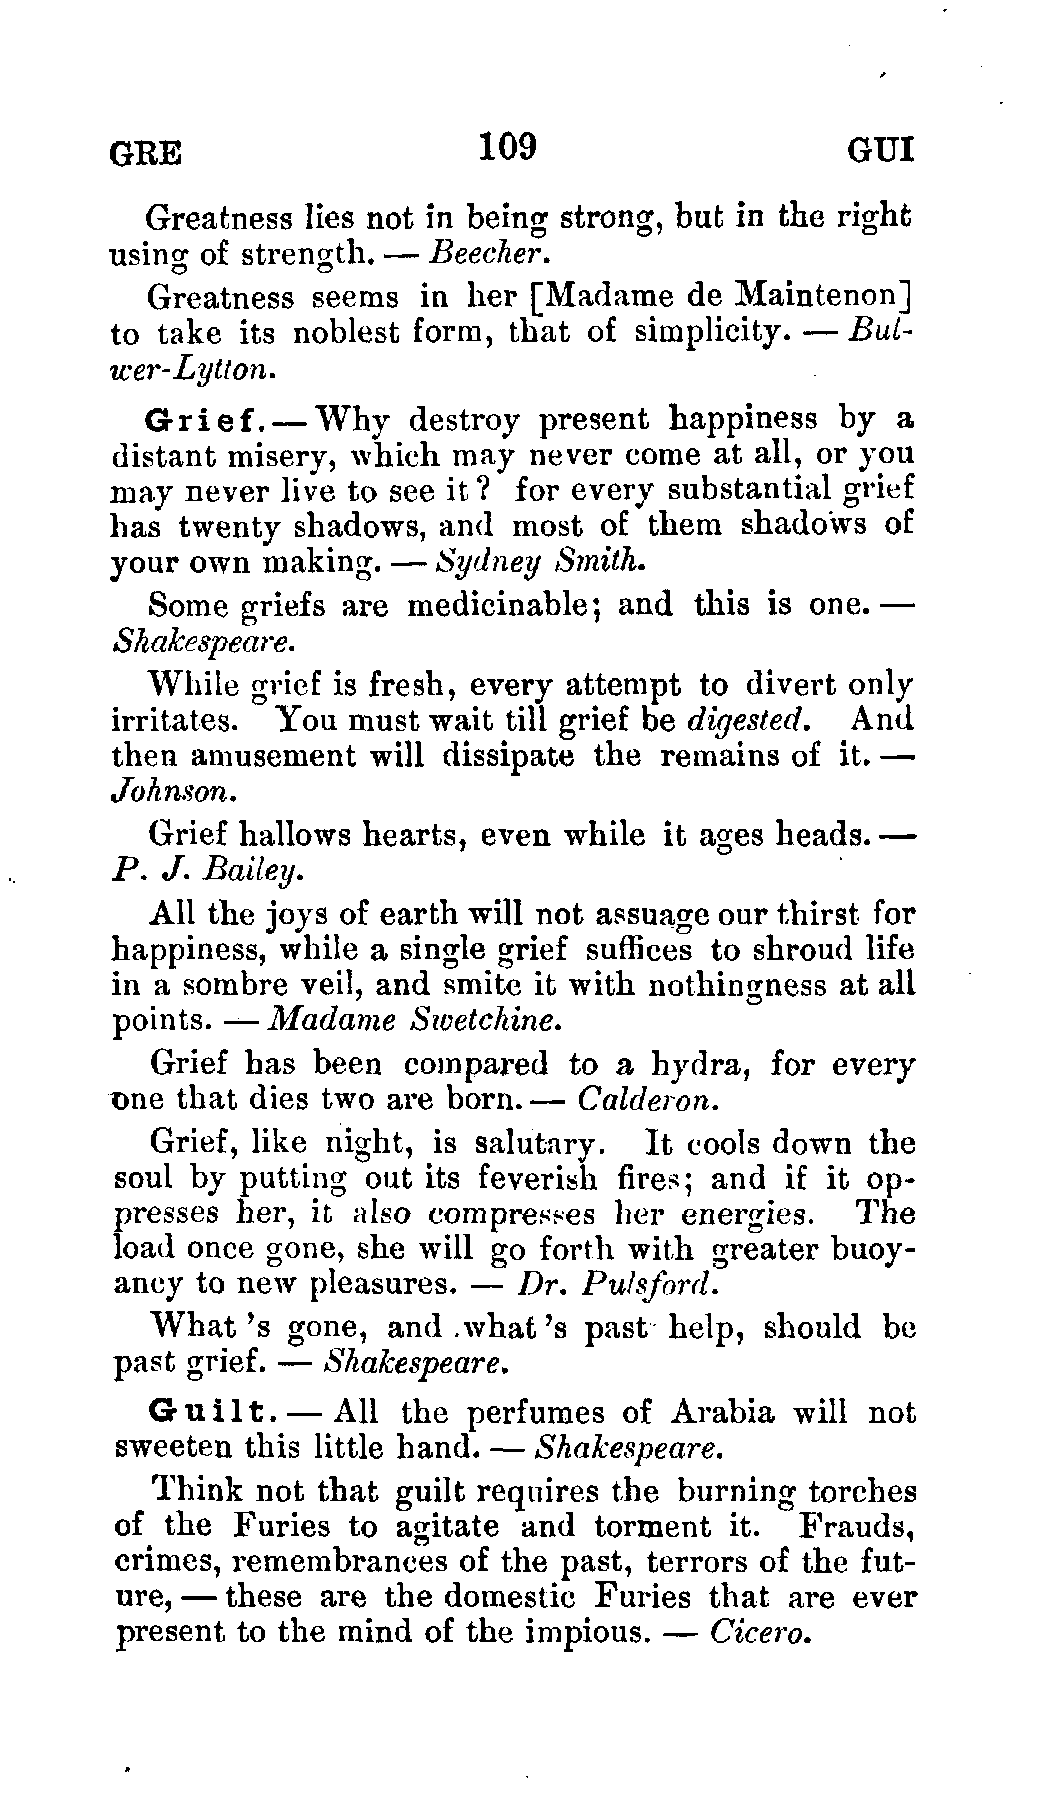 GRE 109 GUI
Greatness lies not in being strong, but in the right
using of strength. — Beecher.
Greatness seems in her [Madame de Maintenon]
to take its noblest form, that of simplicity. — Bul-
wer-Lytton.
Grief. — Why destroy present happiness by a
distant misery, which may never come at all, or you
may never live to see it? for every substantial grief
has twenty shadows, and most of them shadows of
your own making. — Sydney Smith.
Some griefs are medicinable; and this is one. —
Shakespeare.
While grief is fresh, every attempt to divert only
irritates. You must wait till grief be digested. And
then amusement will dissipate the remains of it. —
Johnson.
Grief hallows hearts, even while it ages heads. —
P. J. Bailey.
All the joys of earth will not assuage our thirst for
happiness, while a single grief suffices to shroud life
in a sombre veil, and smite it with nothingness at all
points. — Madame Swetchine.
Grief has been compared to a hydra, for every
one that dies two are born. — Calderon.
Grief, like night, is salutary. It cools down the
soul by putting out its feverish fires; and if it op-
presses her, it also compresses her energies. The
load once gone, she will go forth with greater buoy-
ancy to new pleasures. — Dr. Pulsford.
What 's gone, and what 's past help, should be
past grief. — Shakespeare.
Guilt. — All the perfumes of Arabia will not
sweeten this little hand. — Shakespeare.
Think not that guilt requires the burning torches
of the Furies to agitate and torment it. Frauds,
crimes, remembrances of the past, terrors of the fut-
ure, — these are the domestic Furies that are ever
present to the mind of the impious. — Cicero.